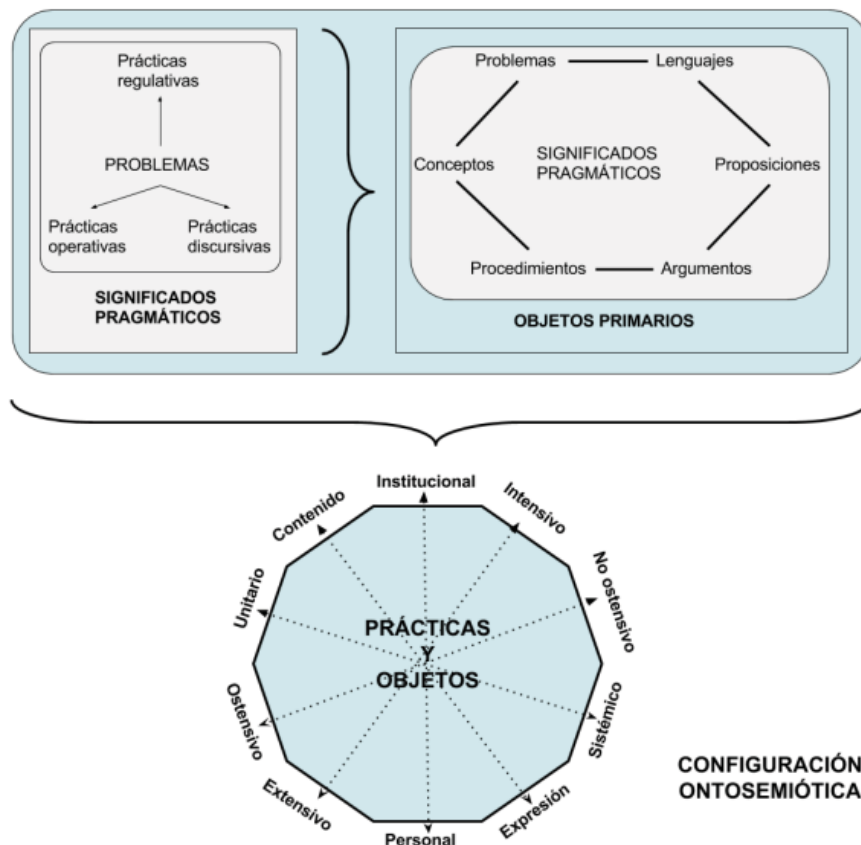 Prácticas
regulativas
PROBLEMAS
Prácticas
operativas
Prácticas
discursivas
SIGNIFICADOS
PRAGMÁTICOS
Problemas
Lenguajes
Conceptos
SIGNIFICADOS
PRAGMÁTICOS
Proposiciones
Procedimientos
Argumentos
OBJETOS PRIMARIOS
Institucional
Contenido
Intensivo
Unitario
No ostensivo
PRÁCTICAS
Y
OBJETOS
Ostensivo
Sistémico
Extensivo
Expresión
Personal
CONFIGURACIÓN
ONTOSEMIÓTICA